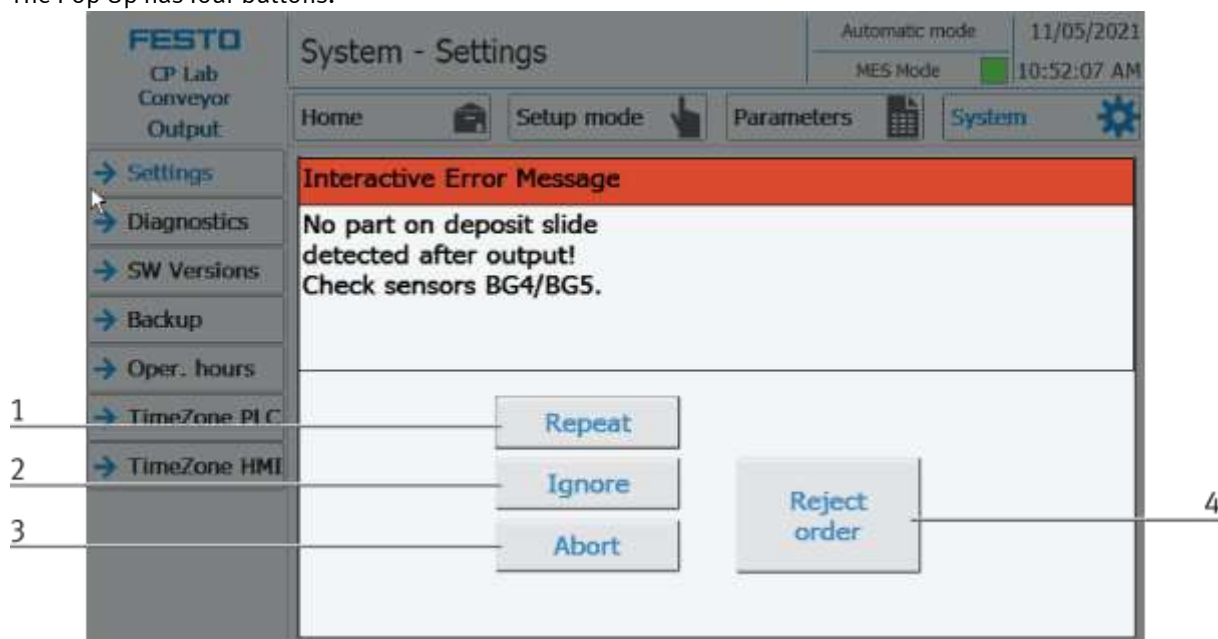 The Pop Up has four buttons.
FESTO
CP Lab
Conveyor
Output
System - Settings
Automatic mode
MES Mode
11/05/2021
10:52:07 AM
Home
Setup mode
Parameters
System
Settings
Diagnostics
SW Versions
Backup
Oper. hours
TimeZone PLC
TimeZone HMI
Interactive Error Message
No part on deposit slide
detected after output!
Check sensors BG4/BG5.
1
Repeat
2
Ignore
3
Abort
Reject
order
4